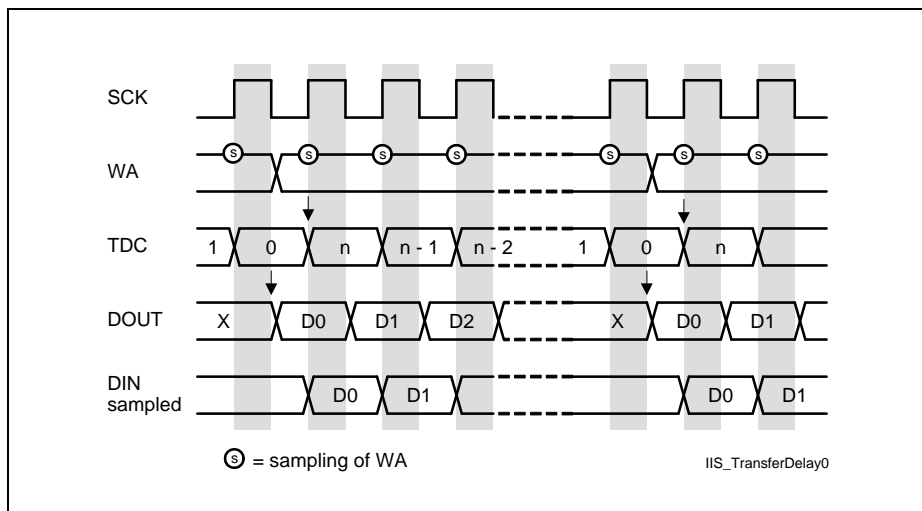 SCK
s s s s s s s
WA
TDC 1 0 n n - 1 n - 2 1 0 n
DOUT X D0 D1 D2 X D0 D1
DIN
sampled D0 D1 D0 D1
s = sampling of WA
IIS_TransferDelay0